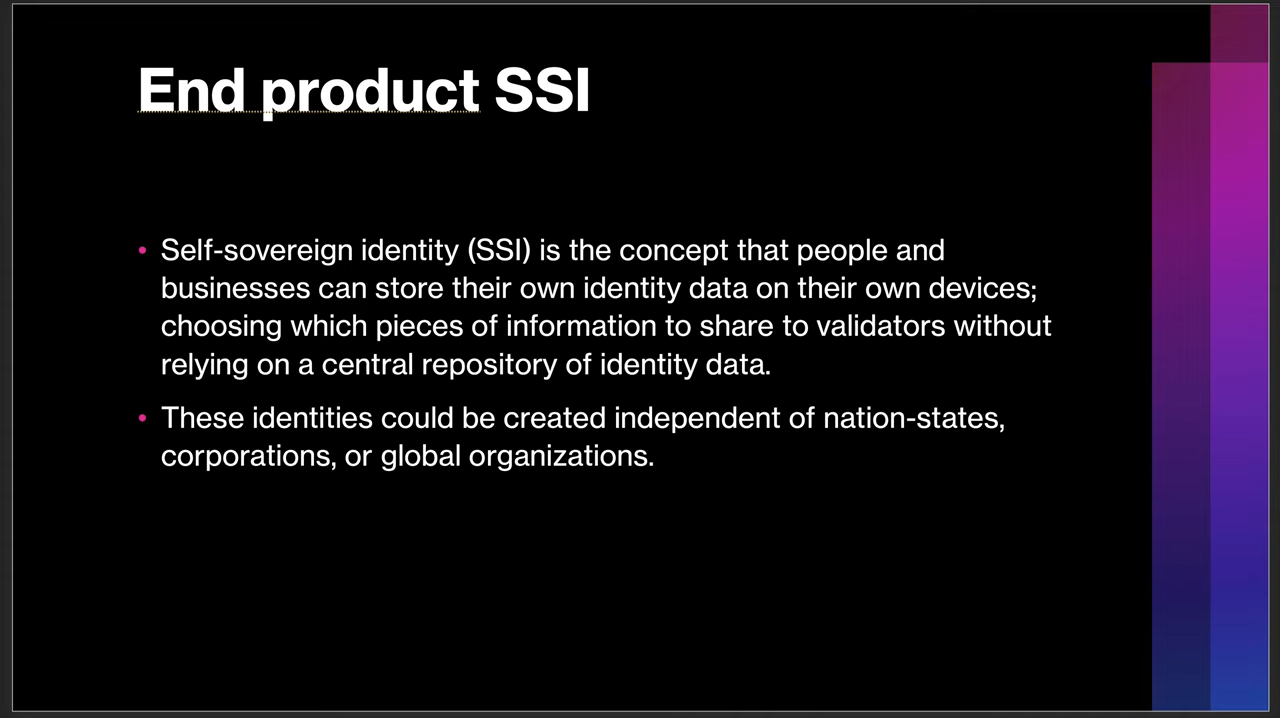 End product SSI
• Self-sovereign identity (SSI) is the concept that people and
businesses can store their own identity data on their own devices;
choosing which pieces of information to share to validators without
relying on a central repository of identity data.
• These identities could be created independent of nation-states,
corporations, or global organizations.